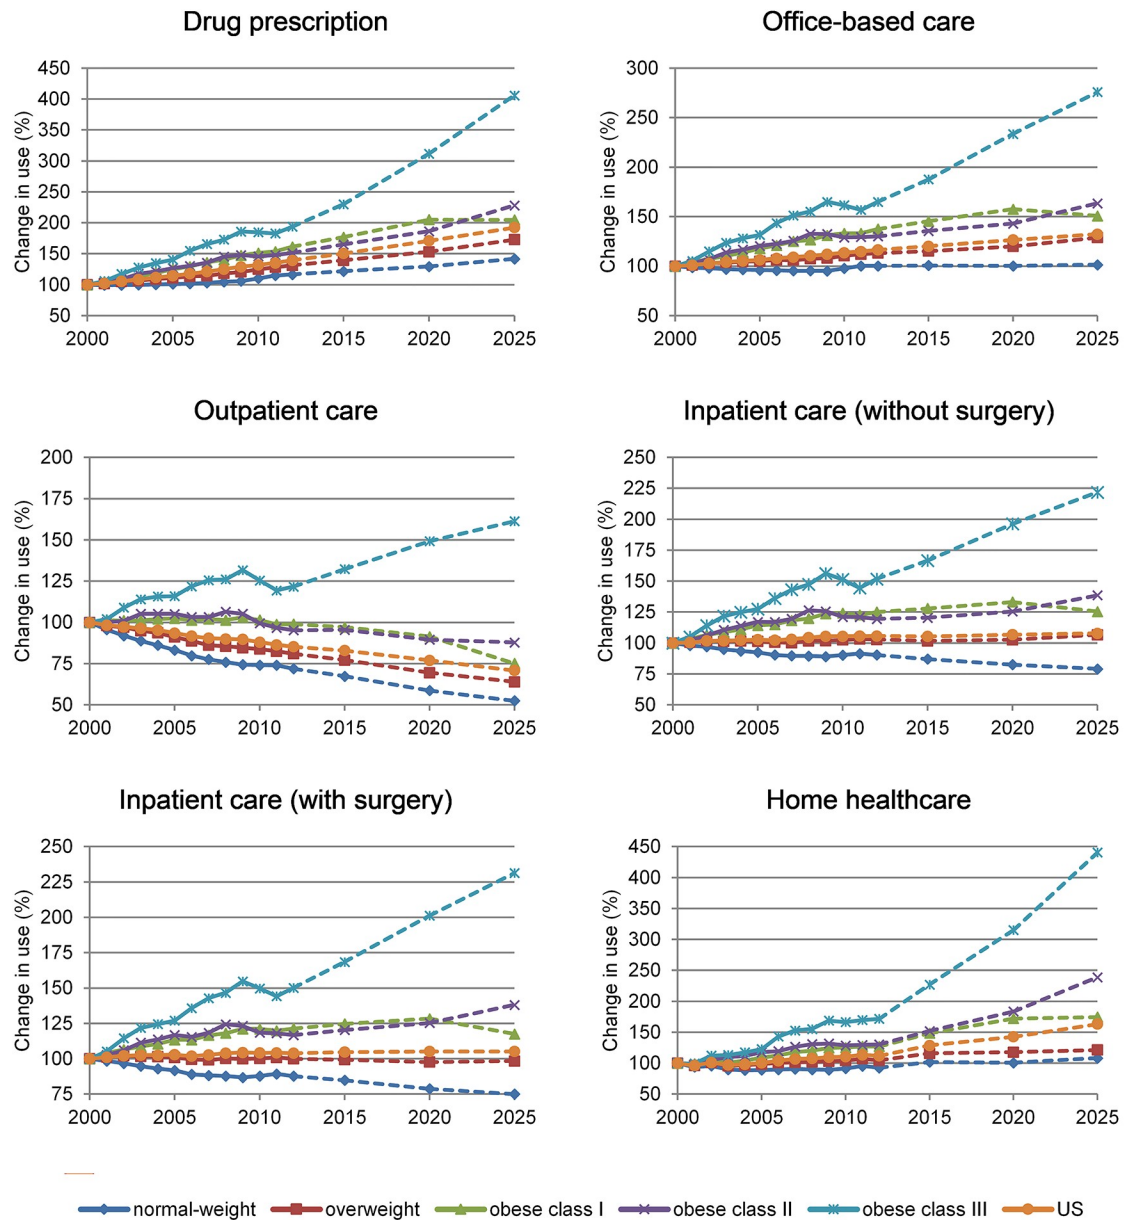 Drug prescription
Office-based care
Change in use (%)
450
400
350
300
250
200
150
100
50
2000 2005 2010 2015 2020 2025
Change in use (%)
300
250
200
150
100
50
2000 2005 2010 2015 2020 2025
Outpatient care
Inpatient care (without surgery)
Change in use (%)
200
175
150
125
100
75
50
2000 2005 2010 2015 2020 2025
Change in use (%)
250
225
200
175
150
125
100
75
50
2000 2005 2010 2015 2020 2025
Inpatient care (with surgery)
Home healthcare
Change in use (%)
250
225
200
175
150
125
100
75
2000 2005 2010 2015 2020 2025
Change in use (%)
450
400
350
300
250
200
150
100
50
2000 2005 2010 2015 2020 2025
normal-weight overweight obese class I obese class II obese class III US